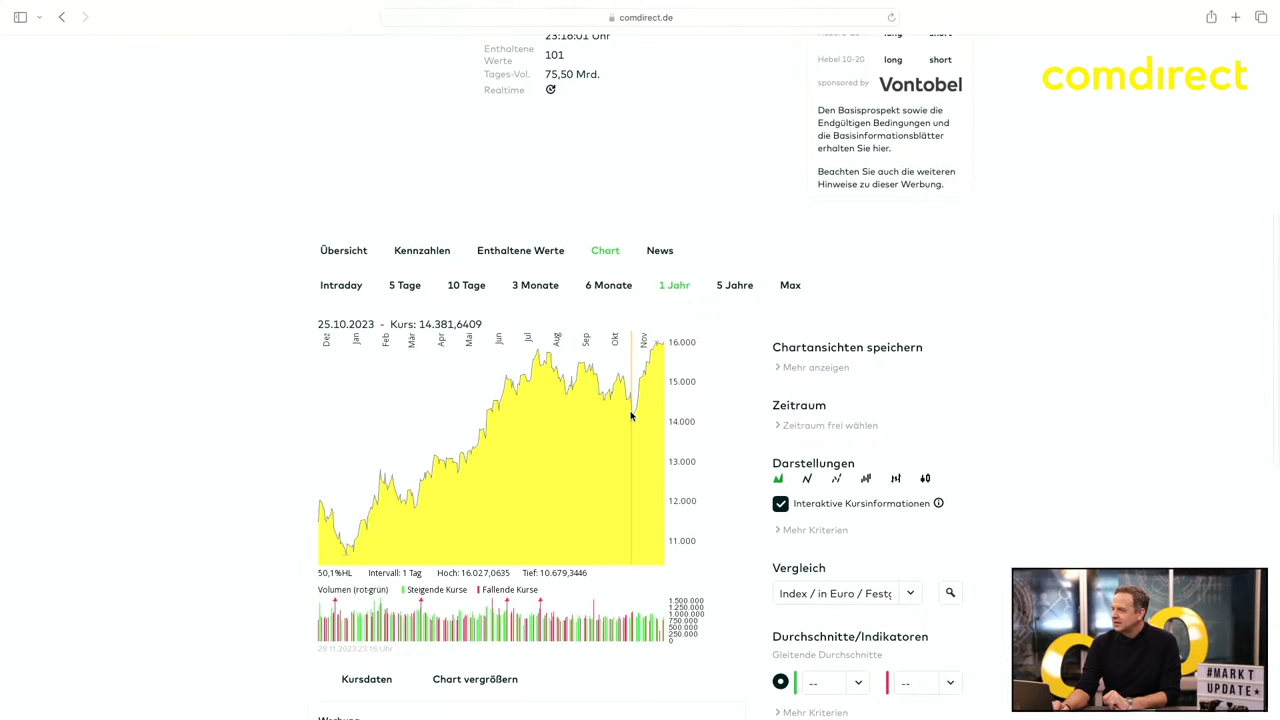 comdirect.de
23:16:01 Uhr
Enthaltene
Werte
101
Tages-Vol.
75,50 Mrd.
Realtime
long
short
Hebel 10-20
long
short
sponsored by
Vontobel
Den Basisprospekt sowie die
Endgültigen Bedingungen und
die Basisinformationsblätter
erhalten Sie hier.
Beachten Sie auch die weiteren
Hinweise zu dieser Werbung.
comdirect
Übersicht
Kennzahlen
Enthaltene Werte
Chart
News
Intraday
5 Tage
10 Tage
3 Monate
6 Monate
1 Jahr
5 Jahre
Max
25.10.2023 - Kurs: 14.381,6409
Dez
Jan
Feb
Mär
Apr
Mai
Jun
Jul
Aug
Sep
Okt
Nov
16.000
15.000
14.000
13.000
12.000
11.000
50,1%HL
Intervall: 1 Tag
Hoch: 16.027,0635
Tief: 10.679,3446
Volumen (rot-grün)
Steigende Kurse
Fallende Kurse
1.500.000
1.250.000
1.000.000
750.000
500.000
250.000
0
28.11.2023 23:16 Uhr
Kursdaten
Chart vergrößern
Chartansichten speichern
Mehr anzeigen
Zeitraum
Zeitraum frei wählen
Darstellungen
Interaktive Kursinformationen
Mehr Kriterien
Vergleich
Index / in Euro / Festg
Durchschnitte/Indikatoren
Gleitende Durchschnitte
--
--
Mehr Kriterien
Werbung
#MARKT
UPDATE